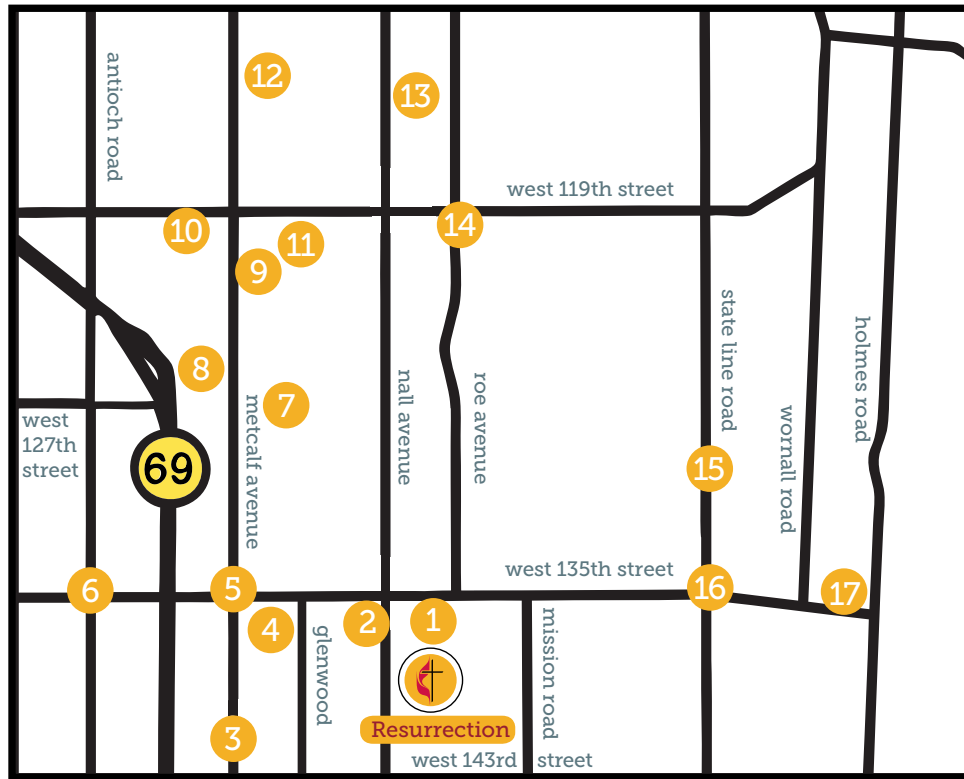 12
13
antioch road
west 119th street
10
11
14
9
state line road
holmes road
8
7
metcalf avenue
nall avenue
roe avenue
wornall road
west
127th
street
69
15
west 135th street
6
5
16
17
4
2
1
glenwood
mission road
3
Resurrection
west 143rd street